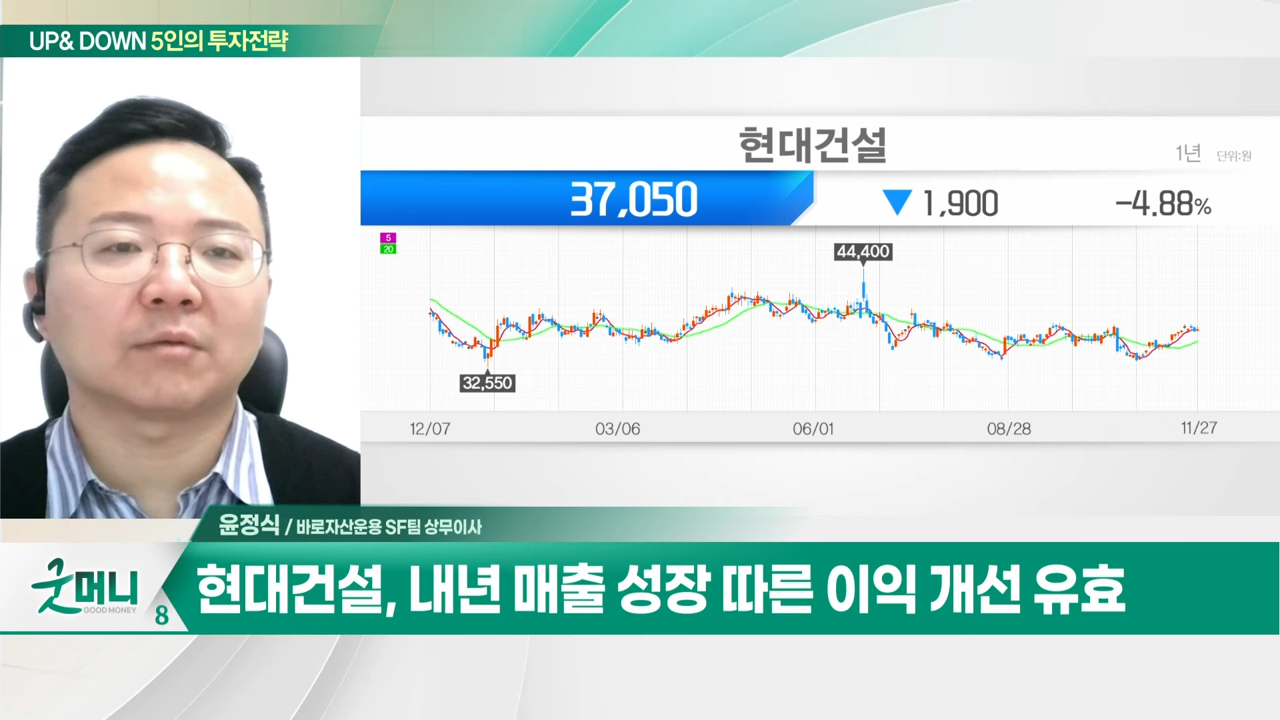 UP& DOWN 5인의 투자전략
현대건설
1년 단위:원
37,050 ▼ 1,900 -4.88%
5
20
44,400
32,550
12/07 03/06 06/01 08/28 11/27
윤정식 / 바로자산운용 SF팀 상무이사
굿머니
GOOD MONEY
8
현대건설, 내년 매출 성장 따른 이익 개선 유효